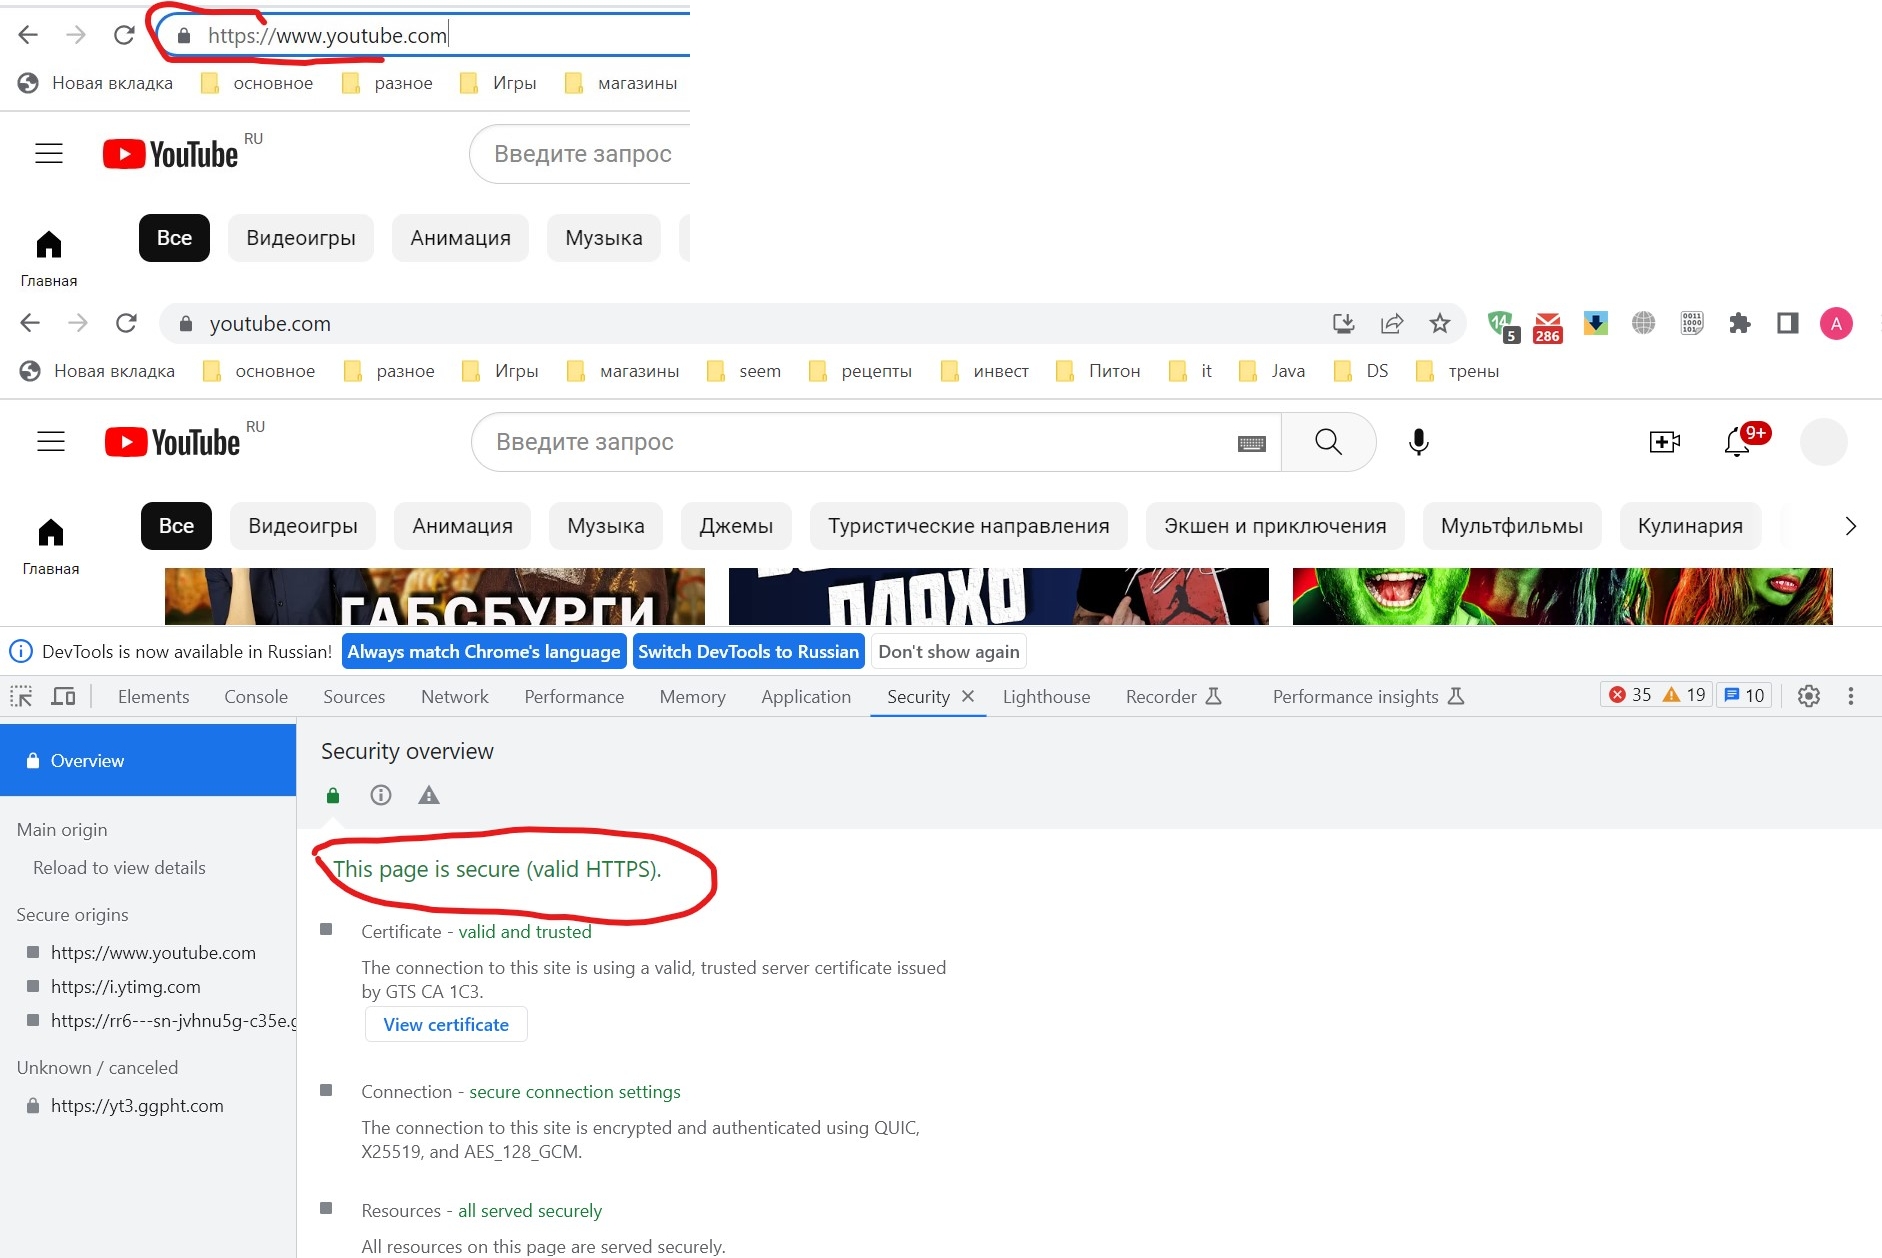 https://www.youtube.com
Новая вкладка основное разное Игры магазины
YouTube RU Введите запрос
Все Видеоигры Анимация Музыка
Главная
youtube.com 14 5 286 0011 1000 101 A
Новая вкладка основное разное Игры магазины seem рецепты инвест Питон it Java DS трены
YouTube RU Введите запрос 9+
Все Видеоигры Анимация Музыка Джемы Туристические направления Экшен и приключения Мультфильмы Кулинария
Главная
ГАБСБУРГИ ПЛОХО
DevTools is now available in Russian! Always match Chrome's language Switch DevTools to Russian Don't show again
Elements Console Sources Network Performance Memory Application Security Lighthouse Recorder Performance insights 35 19 10
Overview
Main origin
Reload to view details
Secure origins
https://www.youtube.com
https://i.ytimg.com
https://rr6---sn-jvhnu5g-c35e.g
Unknown / canceled
https://yt3.ggpht.com
Security overview
This page is secure (valid HTTPS).
Certificate - valid and trusted
The connection to this site is using a valid, trusted server certificate issued
by GTS CA 1C3.
View certificate
Connection - secure connection settings
The connection to this site is encrypted and authenticated using QUIC,
X25519, and AES_128_GCM.
Resources - all served securely
All resources on this page are served securely.